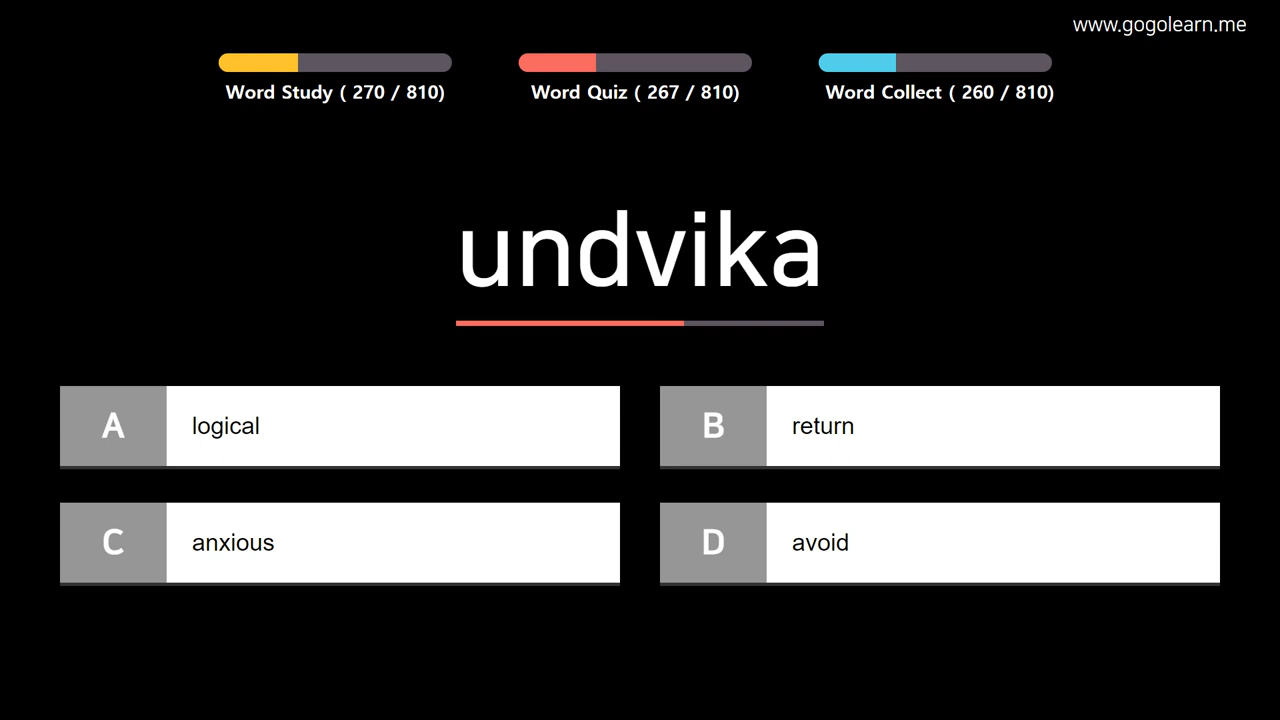 www.gogolearn.me
Word Study ( 270 / 810)
Word Quiz ( 267 / 810)
Word Collect ( 260 / 810)
undvika
A
logical
B
return
C
anxious
D
avoid